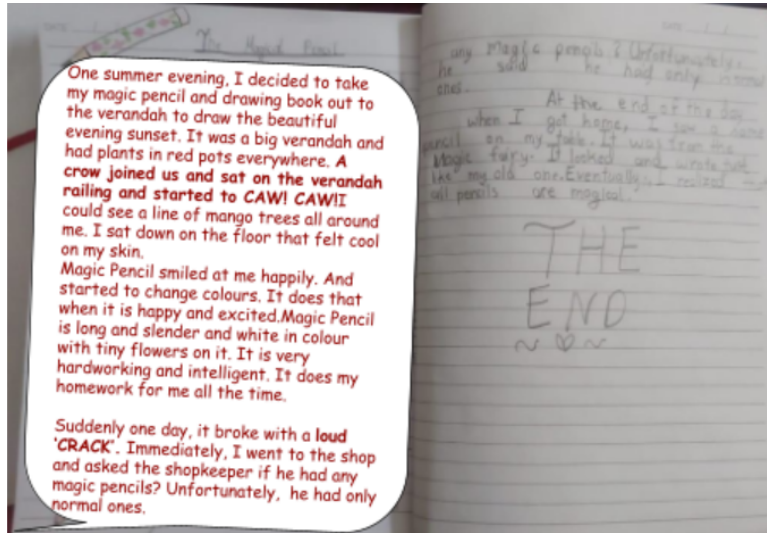 The Magical Pencil
One summer evening, I decided to take
my magic pencil and drawing book out to
the verandah to draw the beautiful
evening sunset. It was a big verandah and
had plants in red pots everywhere. A
crow joined us and sat on the verandah
railing and started to CAW! CAW!I
could see a line of mango trees all around
me. I sat down on the floor that felt cool
on my skin.
Magic Pencil smiled at me happily. And
started to change colours. It does that
when it is happy and excited.Magic Pencil
is long and slender and white in colour
with tiny flowers on it. It is very
hardworking and intelligent. It does my
homework for me all the time.
Suddenly one day, it broke with a loud
‘CRACK’. Immediately, I went to the shop
and asked the shopkeeper if he had any
magic pencils? Unfortunately, he had only
normal ones.
any Magic pencils? Unfortunately,
he said he had only normal
ones.
At the end of the day
when I got home, I saw a
pencil on my table. It was from the
Magic fairy. It looked and wrote just
like my old one.Eventually, I realized
all pencils are magical.
THE
END